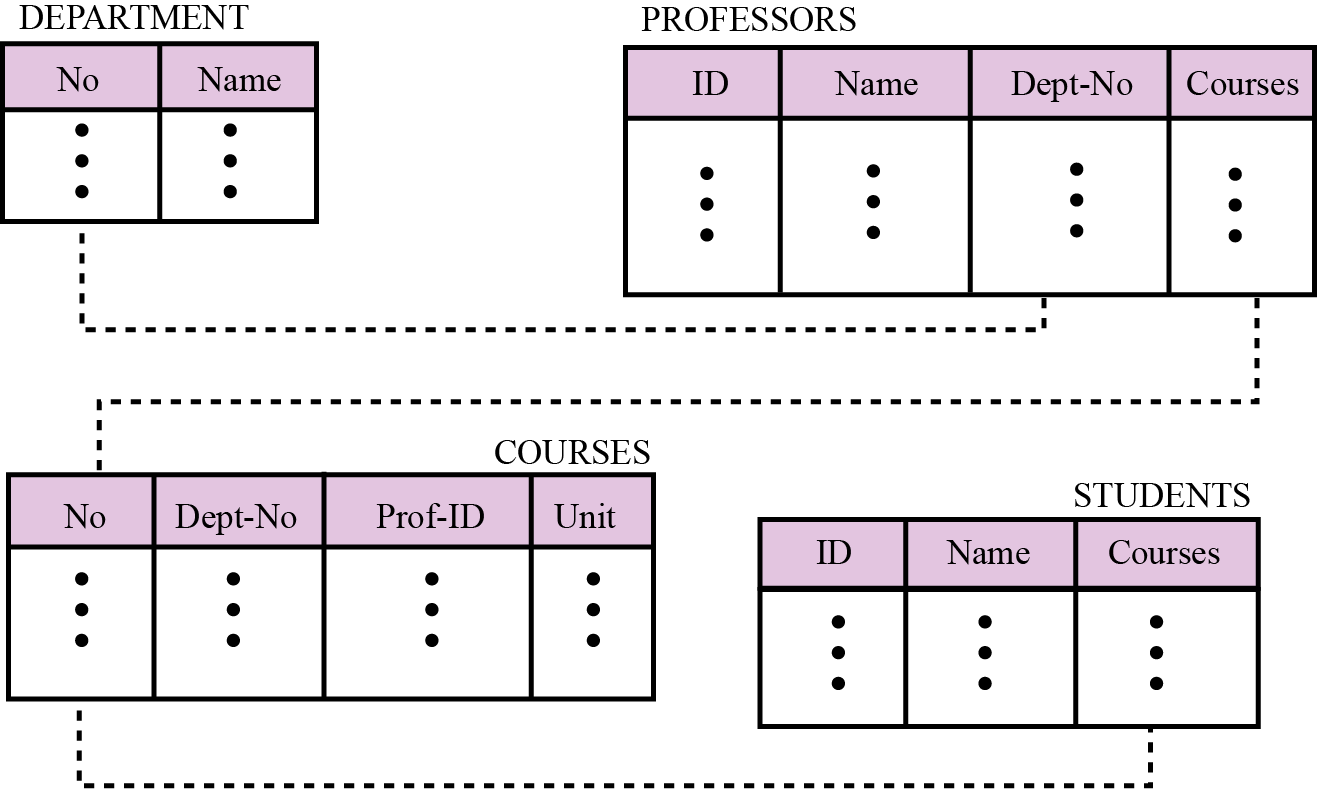 DEPARTMENT
No Name
PROFESSORS
ID Name Dept-No Courses
COURSES
No Dept-No Prof-ID Unit
STUDENTS
ID Name Courses